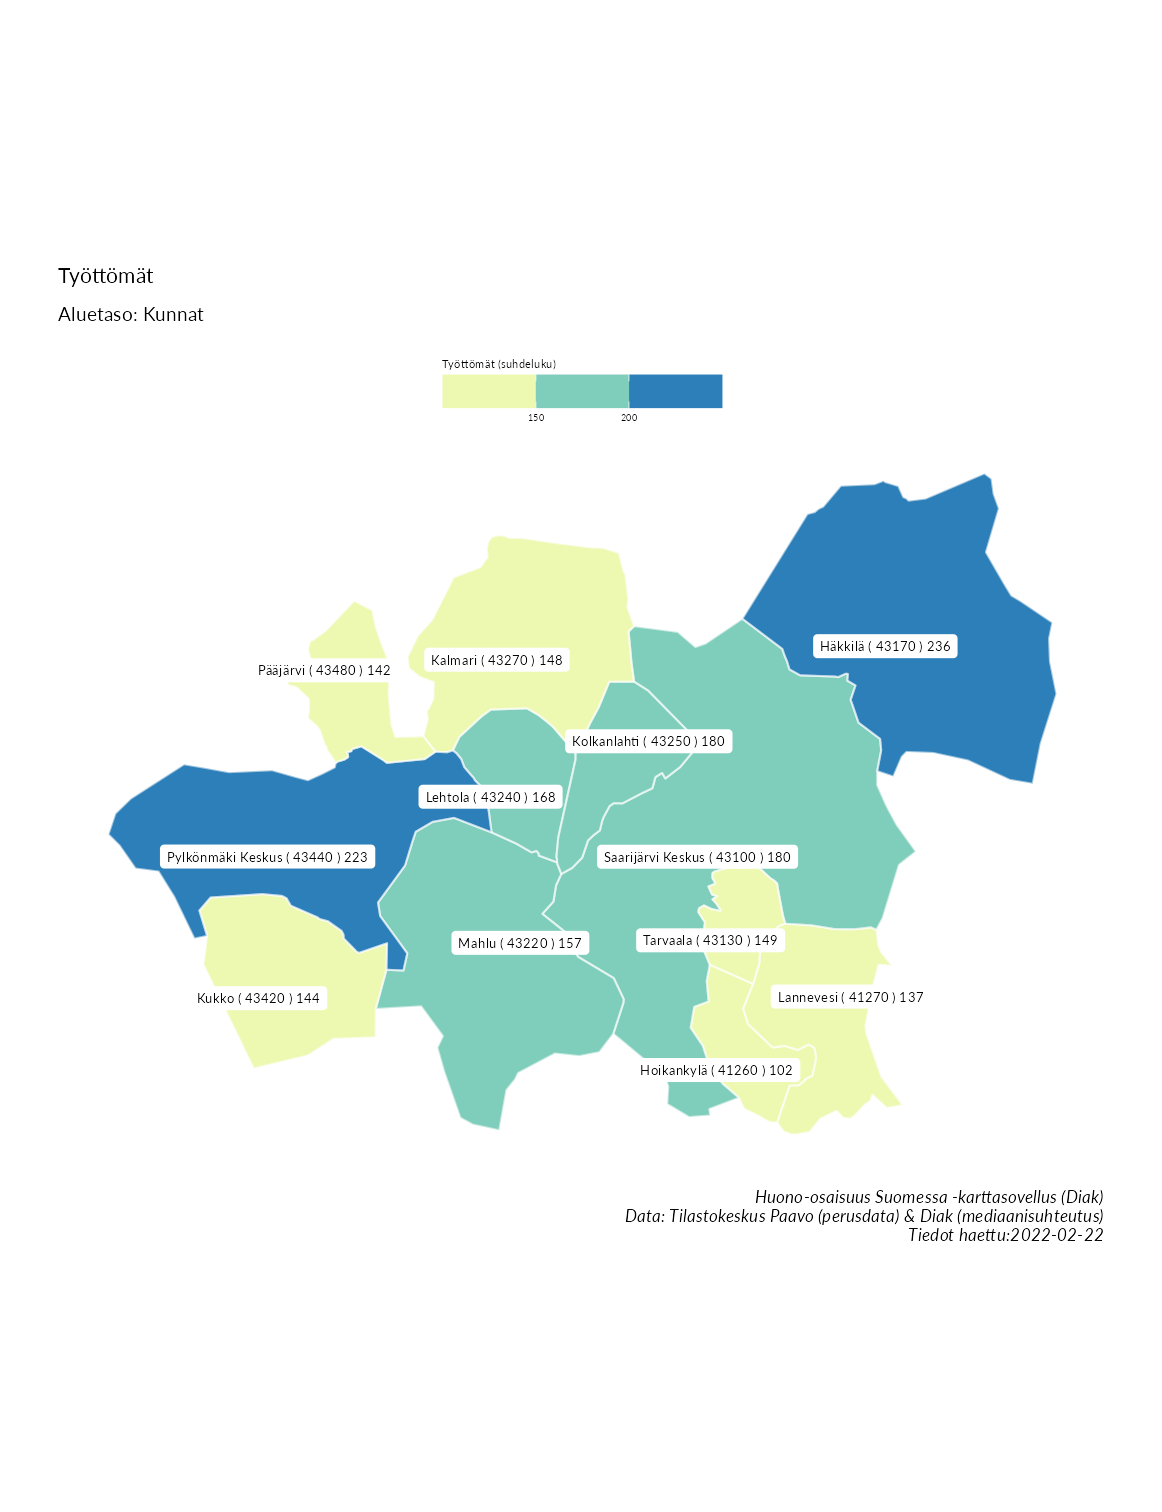 Työttömät
Aluetaso: Kunnat
Työttömät (suhdeluku)
150
200
Häkkilä ( 43170 ) 236
Kalmari ( 43270 ) 148
Pääjärvi ( 43480 ) 142
Kolkanlahti ( 43250 ) 180
Lehtola ( 43240 ) 168
Pylkönmäki Keskus ( 43440 ) 223
Saarijärvi Keskus ( 43100 ) 180
Tarvaala ( 43130 ) 149
Mahlu ( 43220 ) 157
Kukko ( 43420 ) 144
Lannevesi ( 41270 ) 137
Hoikankylä ( 41260 ) 102
Huono-osaisuus Suomessa -karttasovellus (Diak)
Data: Tilastokeskus Paavo (perusdata) & Diak (mediaanisuhteutus)
Tiedot haettu:2022-02-22